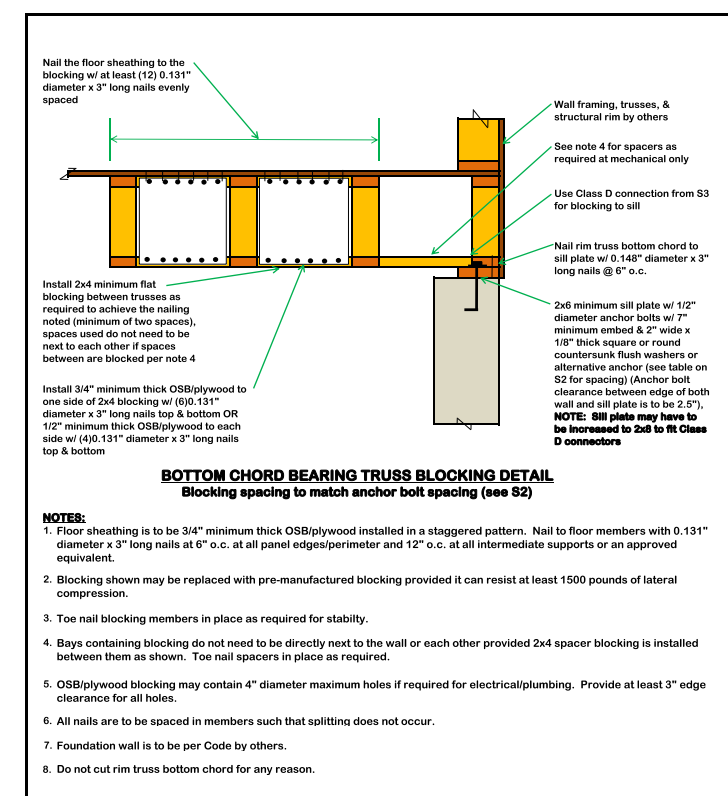 Nail the floor sheathing to the
blocking w/ at least (12) 0.131"
diameter x 3" long nails evenly
spaced
Wall framing, trusses, &
structural rim by others
See note 4 for spacers as
required at mechanical only
Use Class D connection from S3
for blocking to sill
Nail rim truss bottom chord to
sill plate w/ 0.148" diameter x 3"
long nails @ 6" o.c.
Install 2x4 minimum flat
blocking between trusses as
required to achieve the nailing
noted (minimum of two spaces),
spaces used do not need to be
next to each other if spaces
between are blocked per note 4
2x6 minimum sill plate w/ 1/2"
diameter anchor bolts w/ 7"
minimum embed & 2" wide x
1/8" thick square or round
countersunk flush washers or
alternative anchor (see table on
S2 for spacing) (Anchor bolt
clearance between edge of both
wall and sill plate is to be 2.5"),
NOTE: Sill plate may have to
be increased to 2x8 to fit Class
D connectors
Install 3/4" minimum thick OSB/plywood to
one side of 2x4 blocking w/ (6)0.131"
diameter x 3" long nails top & bottom OR
1/2" minimum thick OSB/plywood to each
side w/ (4)0.131" diameter x 3" long nails
top & bottom
BOTTOM CHORD BEARING TRUSS BLOCKING DETAIL
Blocking spacing to match anchor bolt spacing (see S2)
NOTES:
1. Floor sheathing is to be 3/4" minimum thick OSB/plywood installed in a staggered pattern. Nail to floor members with 0.131"
diameter x 3" long nails at 6" o.c. at all panel edges/perimeter and 12" o.c. at all intermediate supports or an approved
equivalent.
2. Blocking shown may be replaced with pre-manufactured blocking provided it can resist at least 1500 pounds of lateral
compression.
3. Toe nail blocking members in place as required for stabilty.
4. Bays containing blocking do not need to be directly next to the wall or each other provided 2x4 spacer blocking is installed
between them as shown. Toe nail spacers in place as required.
5. OSB/plywood blocking may contain 4" diameter maximum holes if required for electrical/plumbing. Provide at least 3" edge
clearance for all holes.
6. All nails are to be spaced in members such that splitting does not occur.
7. Foundation wall is to be per Code by others.
8. Do not cut rim truss bottom chord for any reason.